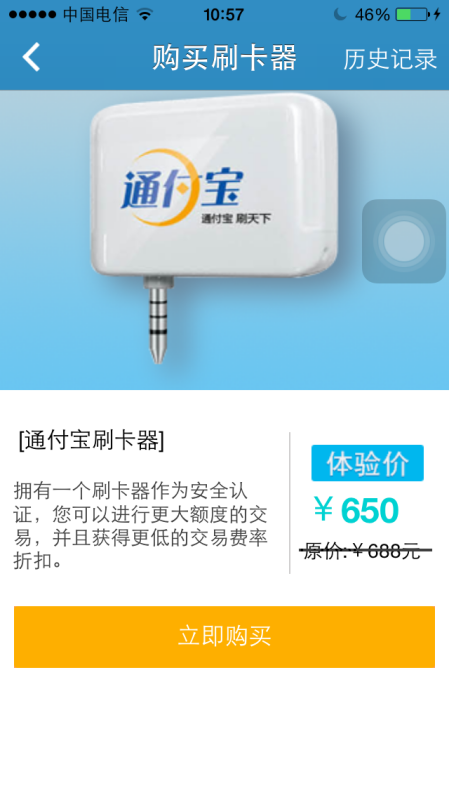 中国电信 10:57 46%
购买刷卡器 历史记录
通付宝
通付宝 刷天下
[通付宝刷卡器]
拥有一个刷卡器作为安全认
证，您可以进行更大额度的交
易，并且获得更低的交易费率
折扣。
体验价
￥650
原价:￥688元
立即购买